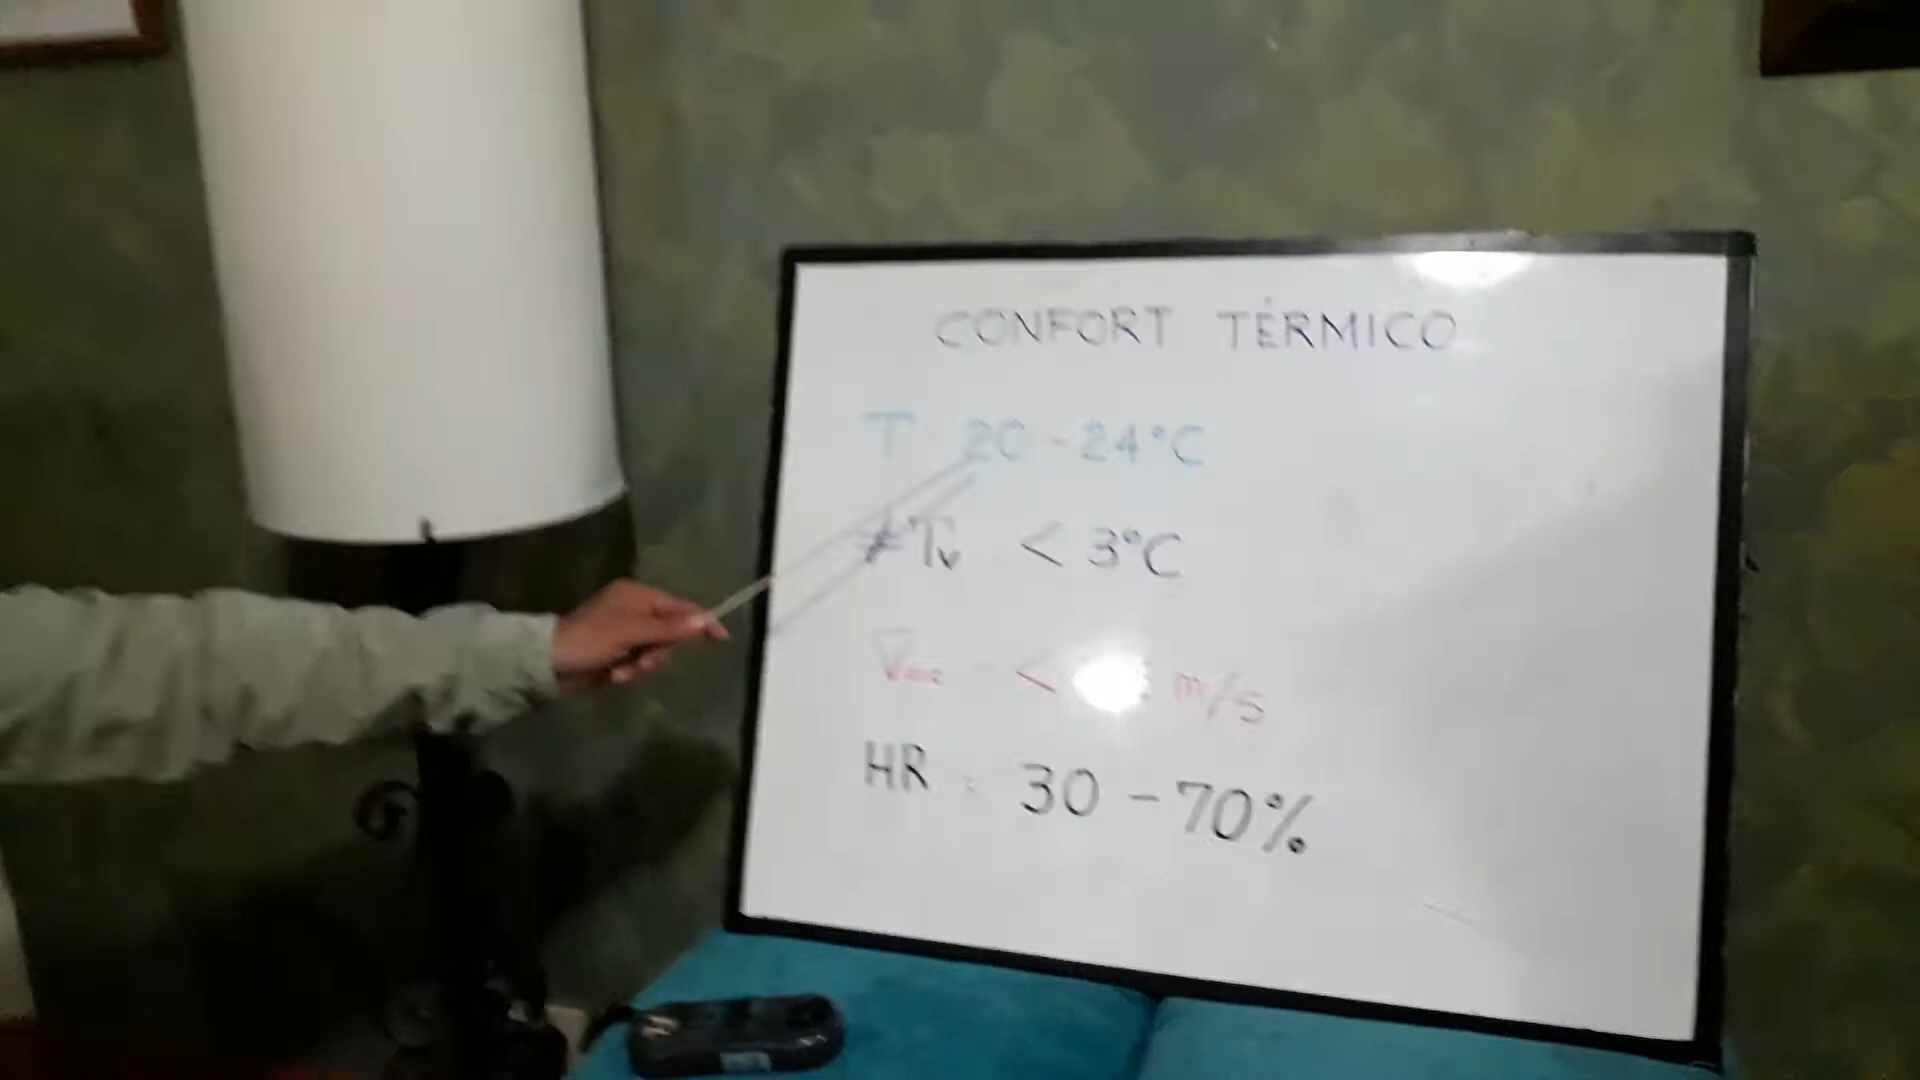 CONFORT TÉRMICO
T 20 - 24°C
≠Tv < 3°C
< m/s
HR : 30 - 70%